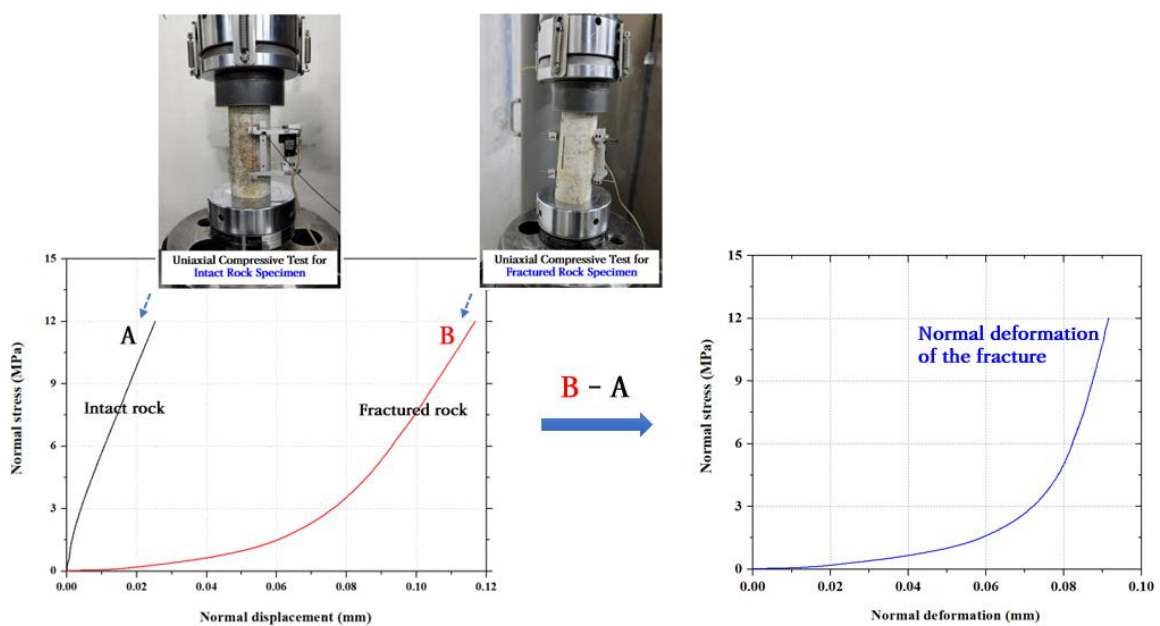 Uniaxial Compressive Test for
Intact Rock Specimen
Uniaxial Compressive Test for
Fractured Rock Specimen
15
12
9
6
3
0
Normal stress (MPa)
A
Intact rock
B
Fractured rock
0.00 0.02 0.04 0.06 0.08 0.10 0.12
Normal displacement (mm)
B - A
15
12
9
6
3
0
Normal stress (MPa)
Normal deformation
of the fracture
0.00 0.02 0.04 0.06 0.08 0.10
Normal deformation (mm)